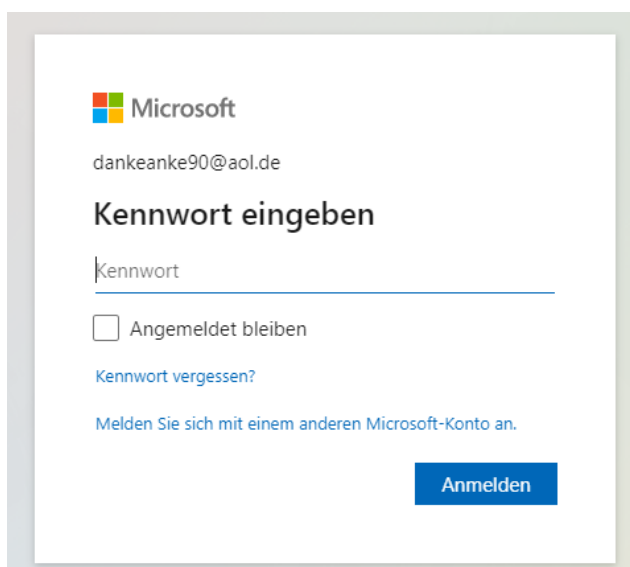 Microsoft
dankeanke90@aol.de
Kennwort eingeben
Kennwort
Angemeldet bleiben
Kennwort vergessen?
Melden Sie sich mit einem anderen Microsoft-Konto an.
Anmelden